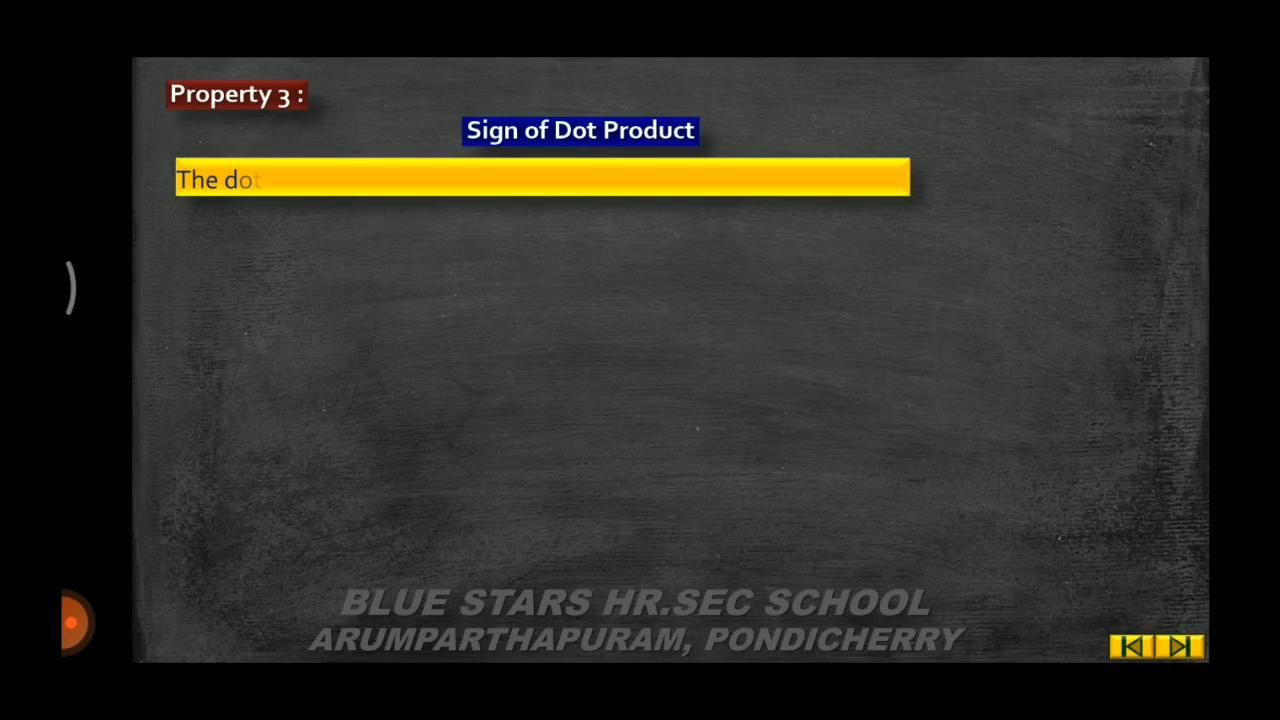 Property 3 :
Sign of Dot Product
The dot
BLUE STARS HR.SEC SCHOOL
ARUMPARTHAPURAM, PONDICHERRY